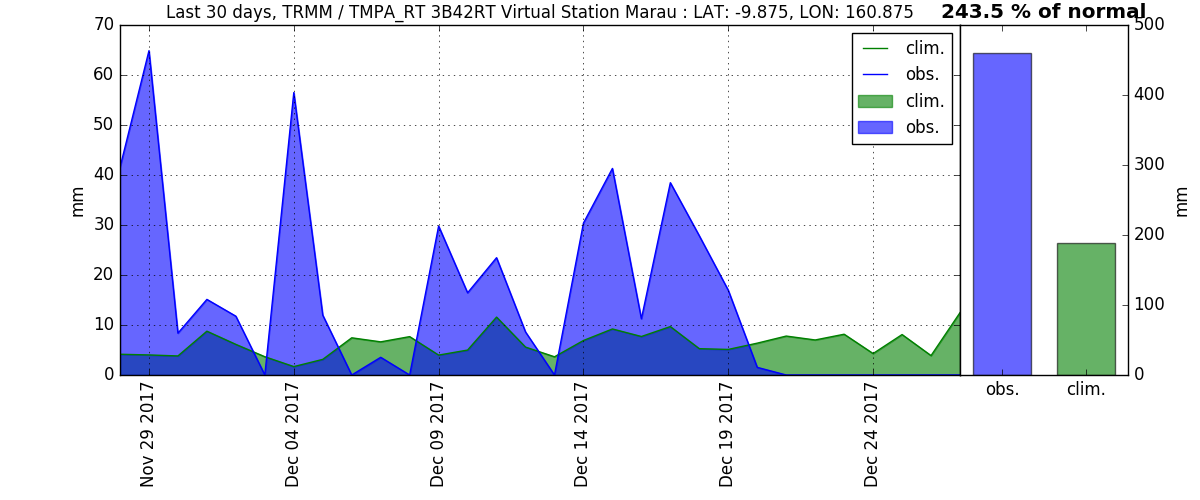 Last 30 days, TRMM / TMPA_RT 3B42RT Virtual Station Marau : LAT: -9.875, LON: 160.875
243.5 % of normal
70
60
50
40
30
20
10
0
mm
clim.
obs.
clim.
obs.
Nov 29 2017
Dec 04 2017
Dec 09 2017
Dec 14 2017
Dec 19 2017
Dec 24 2017
500
400
300
200
100
0
mm
obs.
clim.